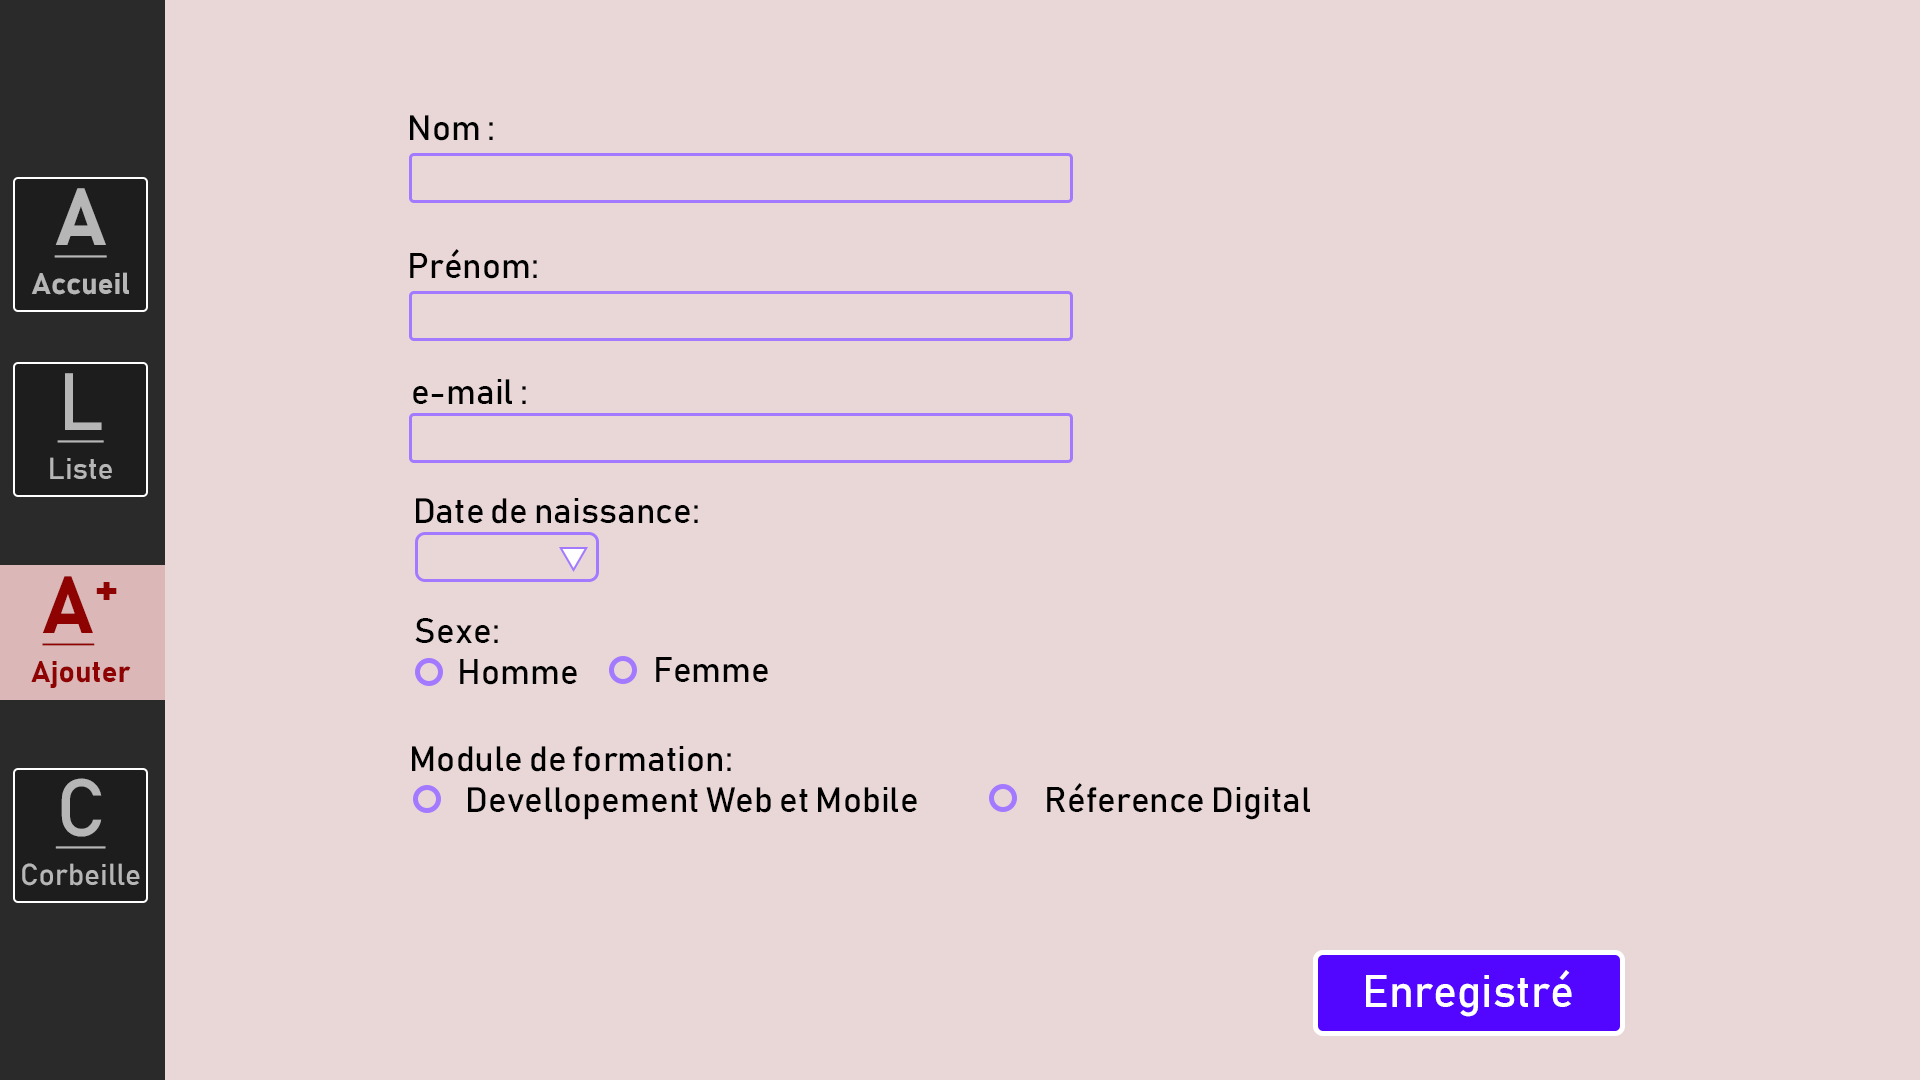 A
Accueil
L
Liste
A+
Ajouter
C
Corbeille
Nom :
Prénom:
e-mail :
Date de naissance:
Sexe:
Homme Femme
Module de formation:
Devellopement Web et Mobile Réference Digital
Enregistré